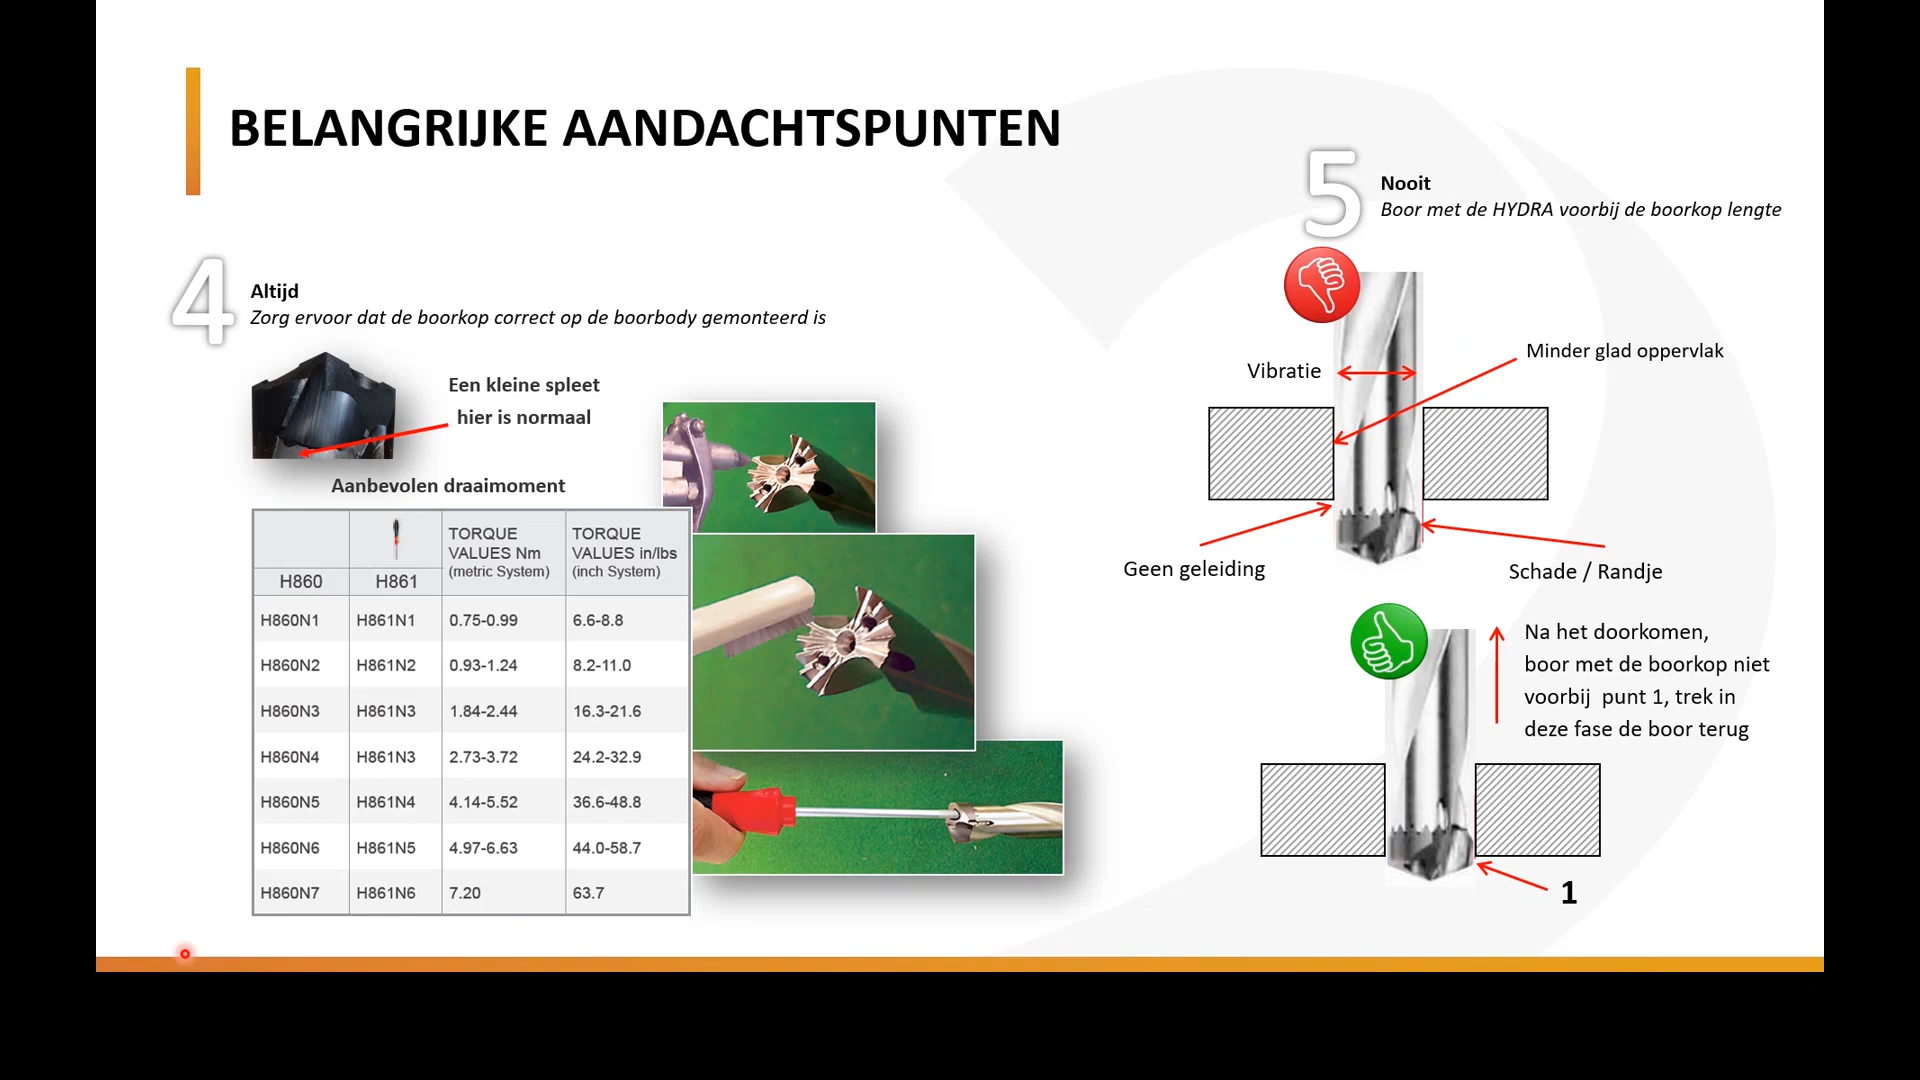 BELANGRIJKE AANDACHTSPUNTEN
4
Altijd
Zorg ervoor dat de boorkop correct op de boorbody gemonteerd is
Een kleine spleet
hier is normaal
Aanbevolen draaimoment
H860 H861 TORQUE VALUES Nm (metric System) TORQUE VALUES in/lbs (inch System)
H860N1 H861N1 0.75-0.99 6.6-8.8
H860N2 H861N2 0.93-1.24 8.2-11.0
H860N3 H861N3 1.84-2.44 16.3-21.6
H860N4 H861N3 2.73-3.72 24.2-32.9
H860N5 H861N4 4.14-5.52 36.6-48.8
H860N6 H861N5 4.97-6.63 44.0-58.7
H860N7 H861N6 7.20 63.7
5
Nooit
Boor met de HYDRA voorbij de boorkop lengte
Minder glad oppervlak
Vibratie
Geen geleiding
Schade / Randje
Na het doorkomen,
boor met de boorkop niet
voorbij punt 1, trek in
deze fase de boor terug
1